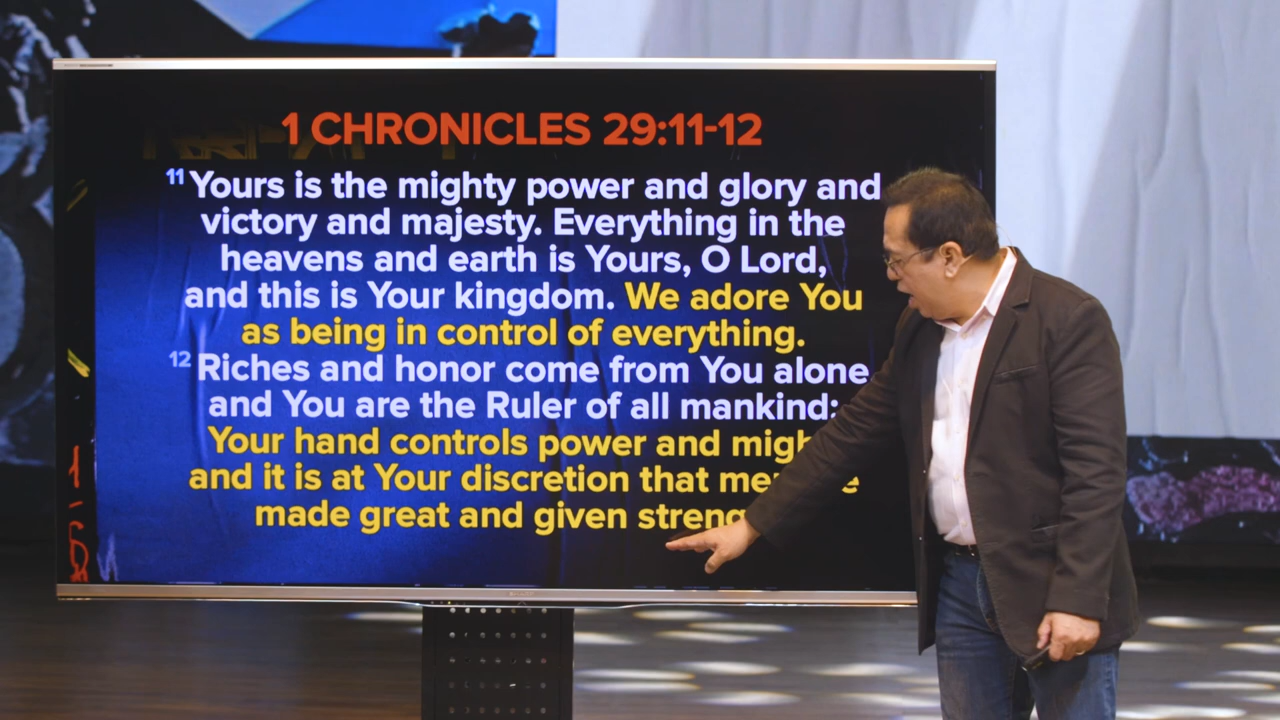 1 CHRONICLES 29:11-12
11 Yours is the mighty power and glory and
victory and majesty. Everything in the
heavens and earth is Yours, O Lord,
and this is Your kingdom. We adore You
as being in control of everything.
12 Riches and honor come from You alone
and You are the Ruler of all mankind;
Your hand controls power and
and it is at Your discretion that
made great and given